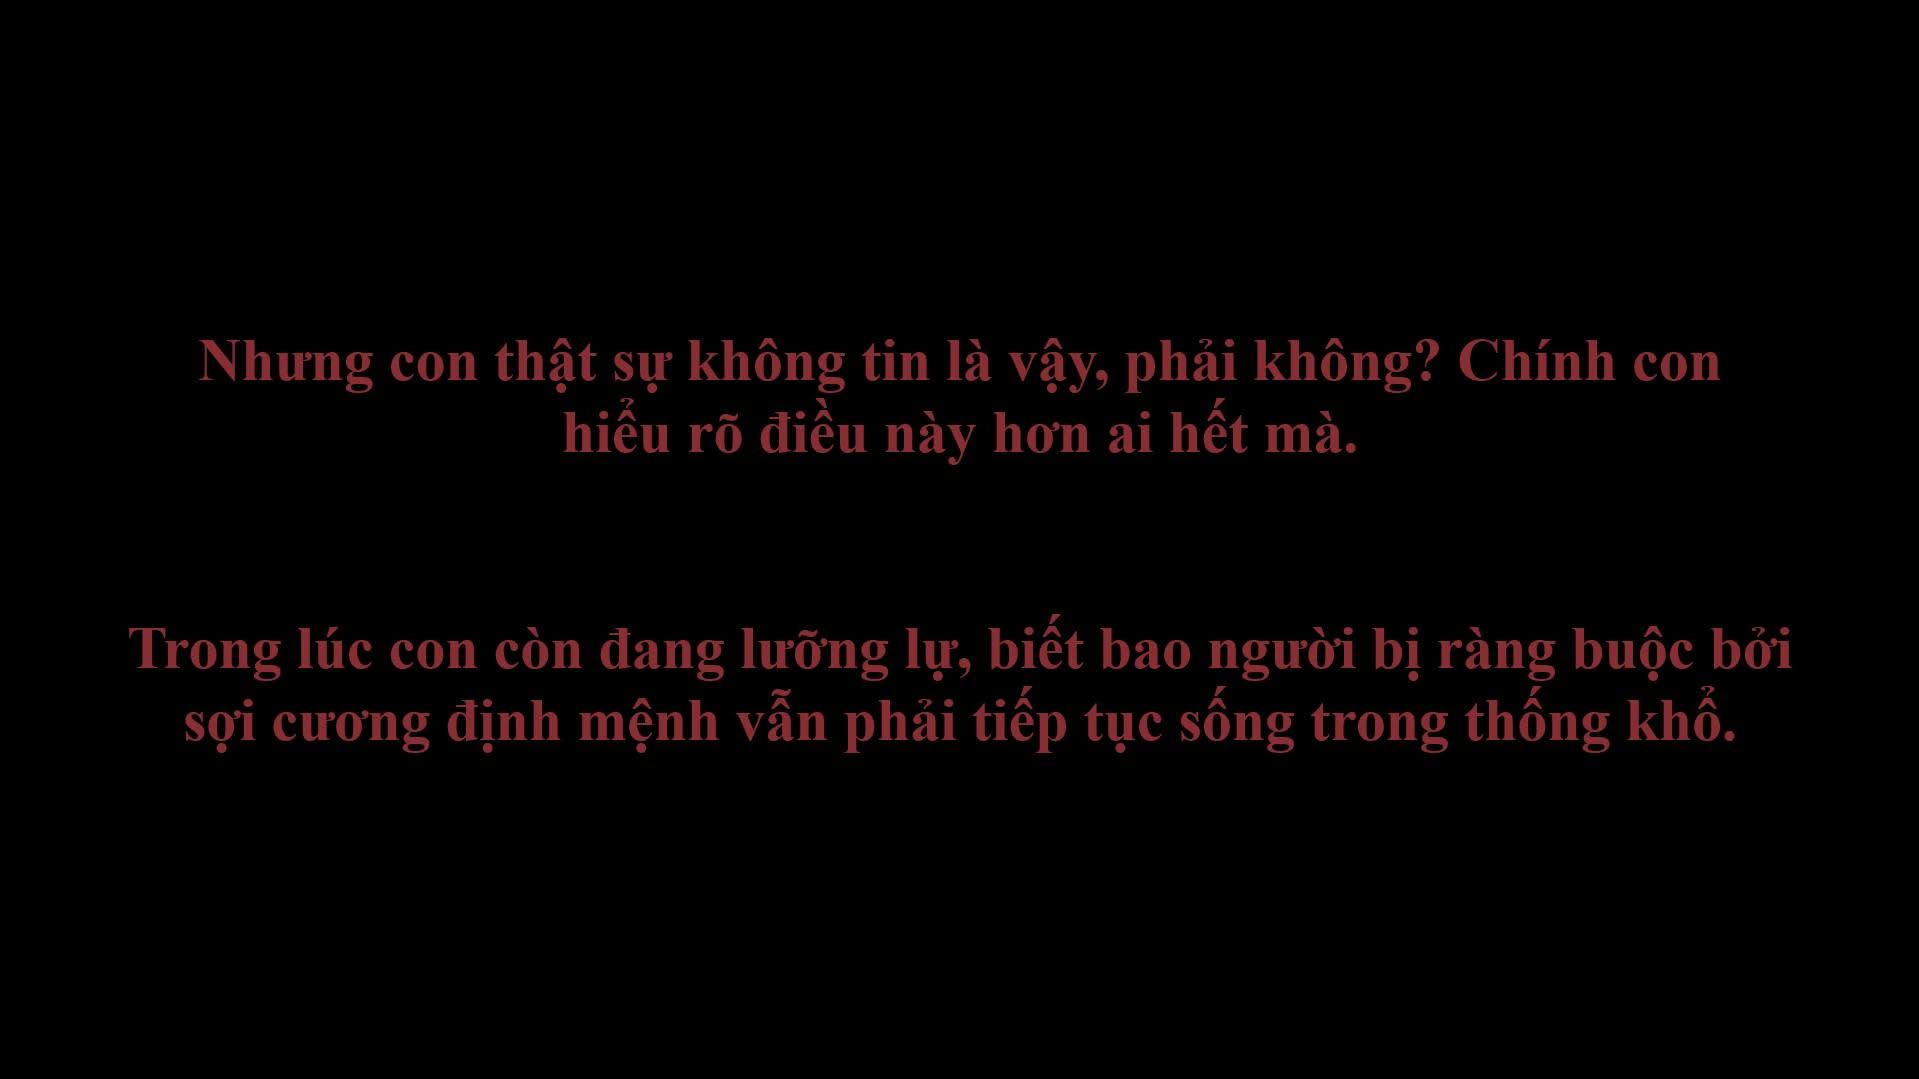 Nhưng con thật sự không tin là vậy, phải không? Chính con
hiểu rõ điều này hơn ai hết mà.
Trong lúc con còn đang lưỡng lự, biết bao người bị ràng buộc bởi
sợi cương định mệnh vẫn phải tiếp tục sống trong thống khổ.